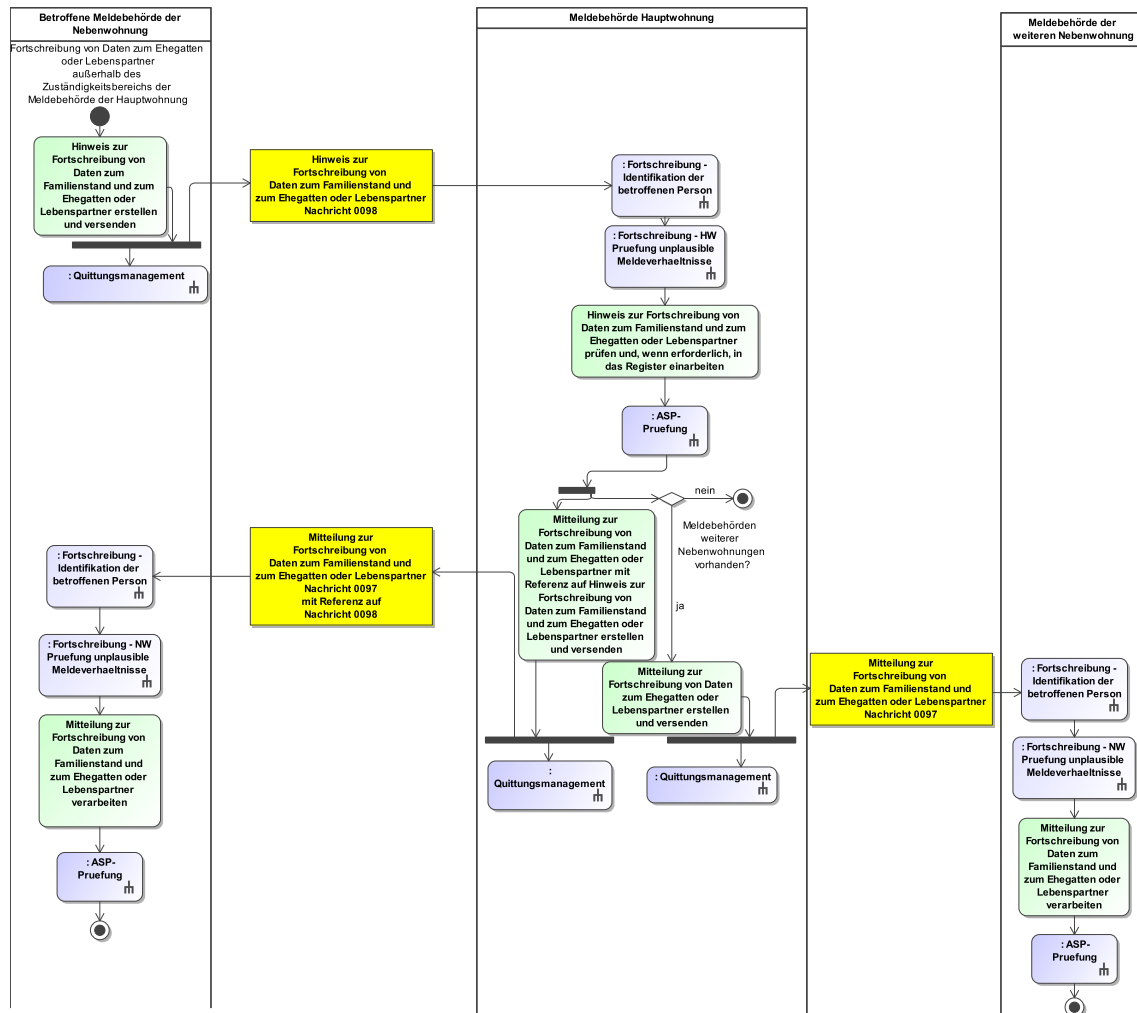 Betroffene Meldebehörde der
Nebenwohnung
Fortschreibung von Daten zum Ehegatten
oder Lebenspartner
außerhalb des
Zuständigkeitsbereichs der
Meldebehörde der Hauptwohnung
Hinweis zur
Fortschreibung von
Daten zum
Familienstand und zum
Ehegatten oder
Lebenspartner erstellen
und versenden
: Quittungsmanagement
Hinweis zur
Fortschreibung von
Daten zum Familienstand und
zum Ehegatten oder Lebenspartner
Nachricht 0098
Meldebehörde Hauptwohnung
: Fortschreibung -
Identifikation der
betroffenen Person
: Fortschreibung - HW
Pruefung unplausible
Meldeverhaeltnisse
Hinweis zur Fortschreibung von
Daten zum Familienstand und zum
Ehegatten oder Lebenspartner
prüfen und, wenn erforderlich, in
das Register einarbeiten
: ASP-
Pruefung
nein
Meldebehörden
weiterer
Nebenwohnungen
vorhanden?
ja
Mitteilung zur
Fortschreibung von
Daten zum Familienstand
und zum Ehegatten oder
Lebenspartner mit
Referenz auf Hinweis zur
Fortschreibung von
Daten zum Familienstand
und zum Ehegatten oder
Lebenspartner erstellen
und versenden
Mitteilung zur
Fortschreibung von Daten
zum Ehegatten oder
Lebenspartner erstellen
und versenden
:
Quittungsmanagement
: Quittungsmanagement
Mitteilung zur
Fortschreibung von
Daten zum Familienstand und
zum Ehegatten oder Lebenspartner
Nachricht 0097
mit Referenz auf
Nachricht 0098
: Fortschreibung -
Identifikation der
betroffenen Person
: Fortschreibung - NW
Pruefung unplausible
Meldeverhaeltnisse
Mitteilung zur
Fortschreibung von
Daten zum
Familienstand und
zum Ehegatten oder
Lebenspartner
verarbeiten
: ASP-
Pruefung
Mitteilung zur
Fortschreibung von
Daten zum Familienstand und
zum Ehegatten oder Lebenspartner
Nachricht 0097
Meldebehörde der
weiteren Nebenwohnung
: Fortschreibung -
Identifikation der
betroffenen Person
: Fortschreibung - NW
Pruefung unplausible
Meldeverhaeltnisse
Mitteilung zur
Fortschreibung von
Daten zum
Familienstand und
zum Ehegatten oder
Lebenspartner
verarbeiten
: ASP-
Pruefung